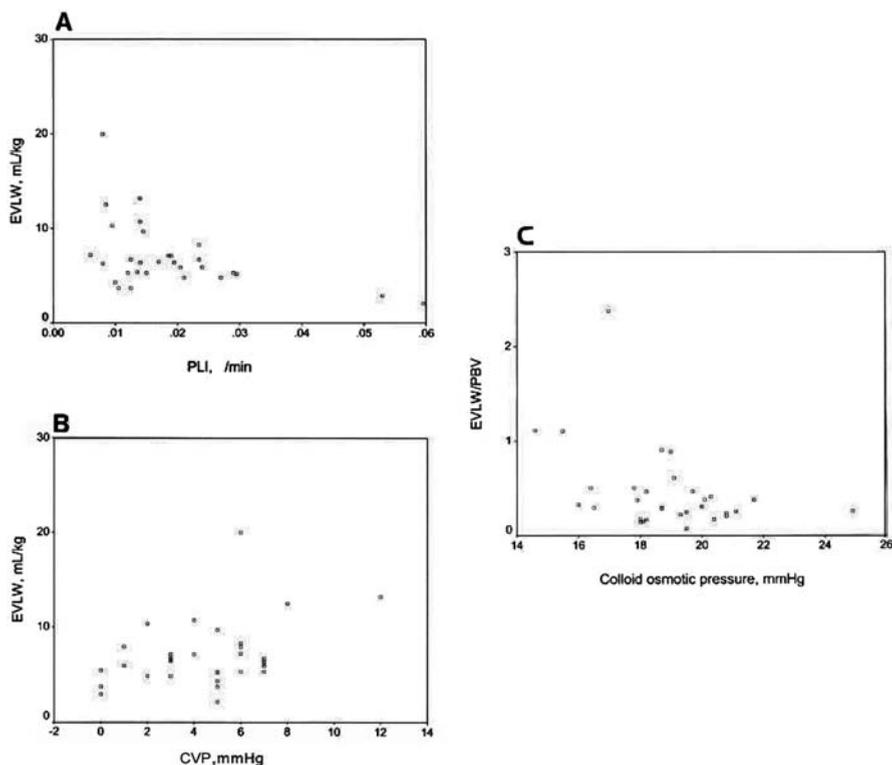 A
30
20
10
0
EVLW, mL/kg
0.00 .01 .02 .03 .04 .05 .06
PLI, /min
B
30
20
10
0
EVLW, mL/kg
-2 0 2 4 6 8 10 12 14
CVP,mmHg
C
3
2
1
0
EVLW/PBV
14 16 18 20 22 24 26
Colloid osmotic pressure, mmHg